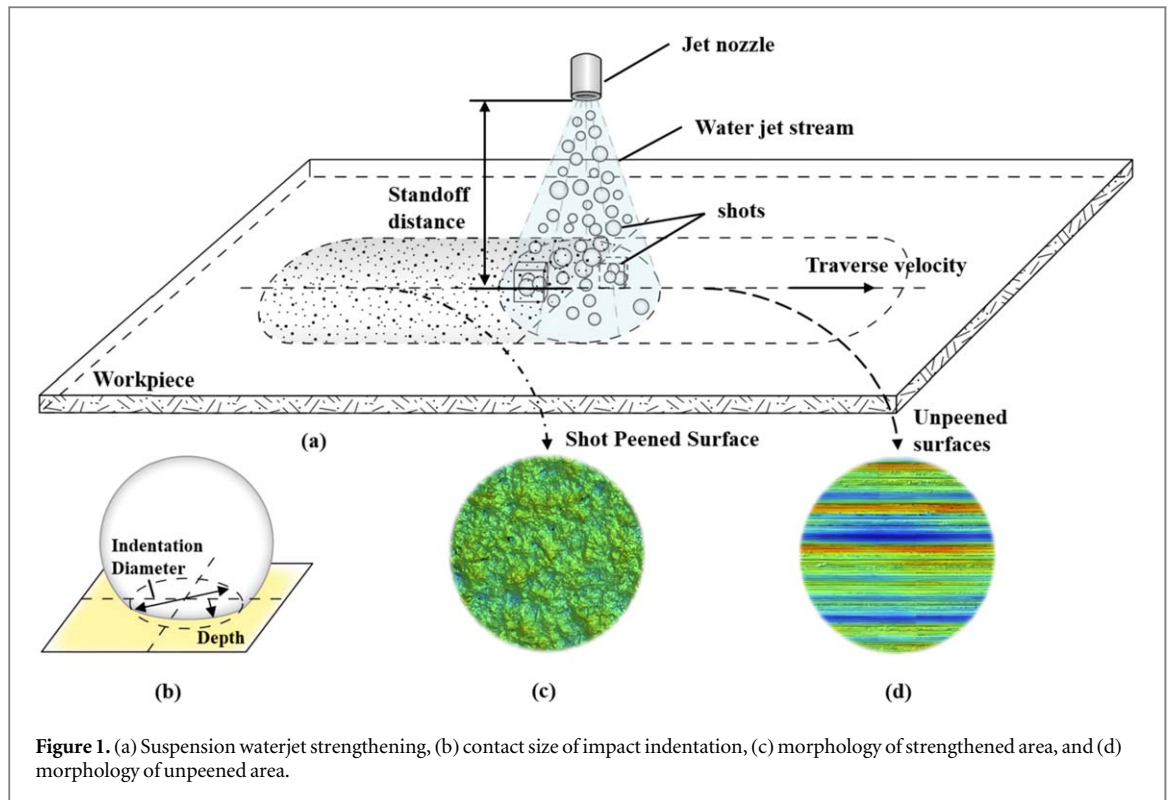 Jet nozzle
Water jet stream
Standoff
distance
shots
Traverse velocity
Workpiece
(a)
Shot Peened Surface
Unpeened
surfaces
Indentation
Diameter
Depth
(b)
(c)
(d)
Figure 1. (a) Suspension waterjet strengthening, (b) contact size of impact indentation, (c) morphology of strengthened area, and (d)
morphology of unpeened area.